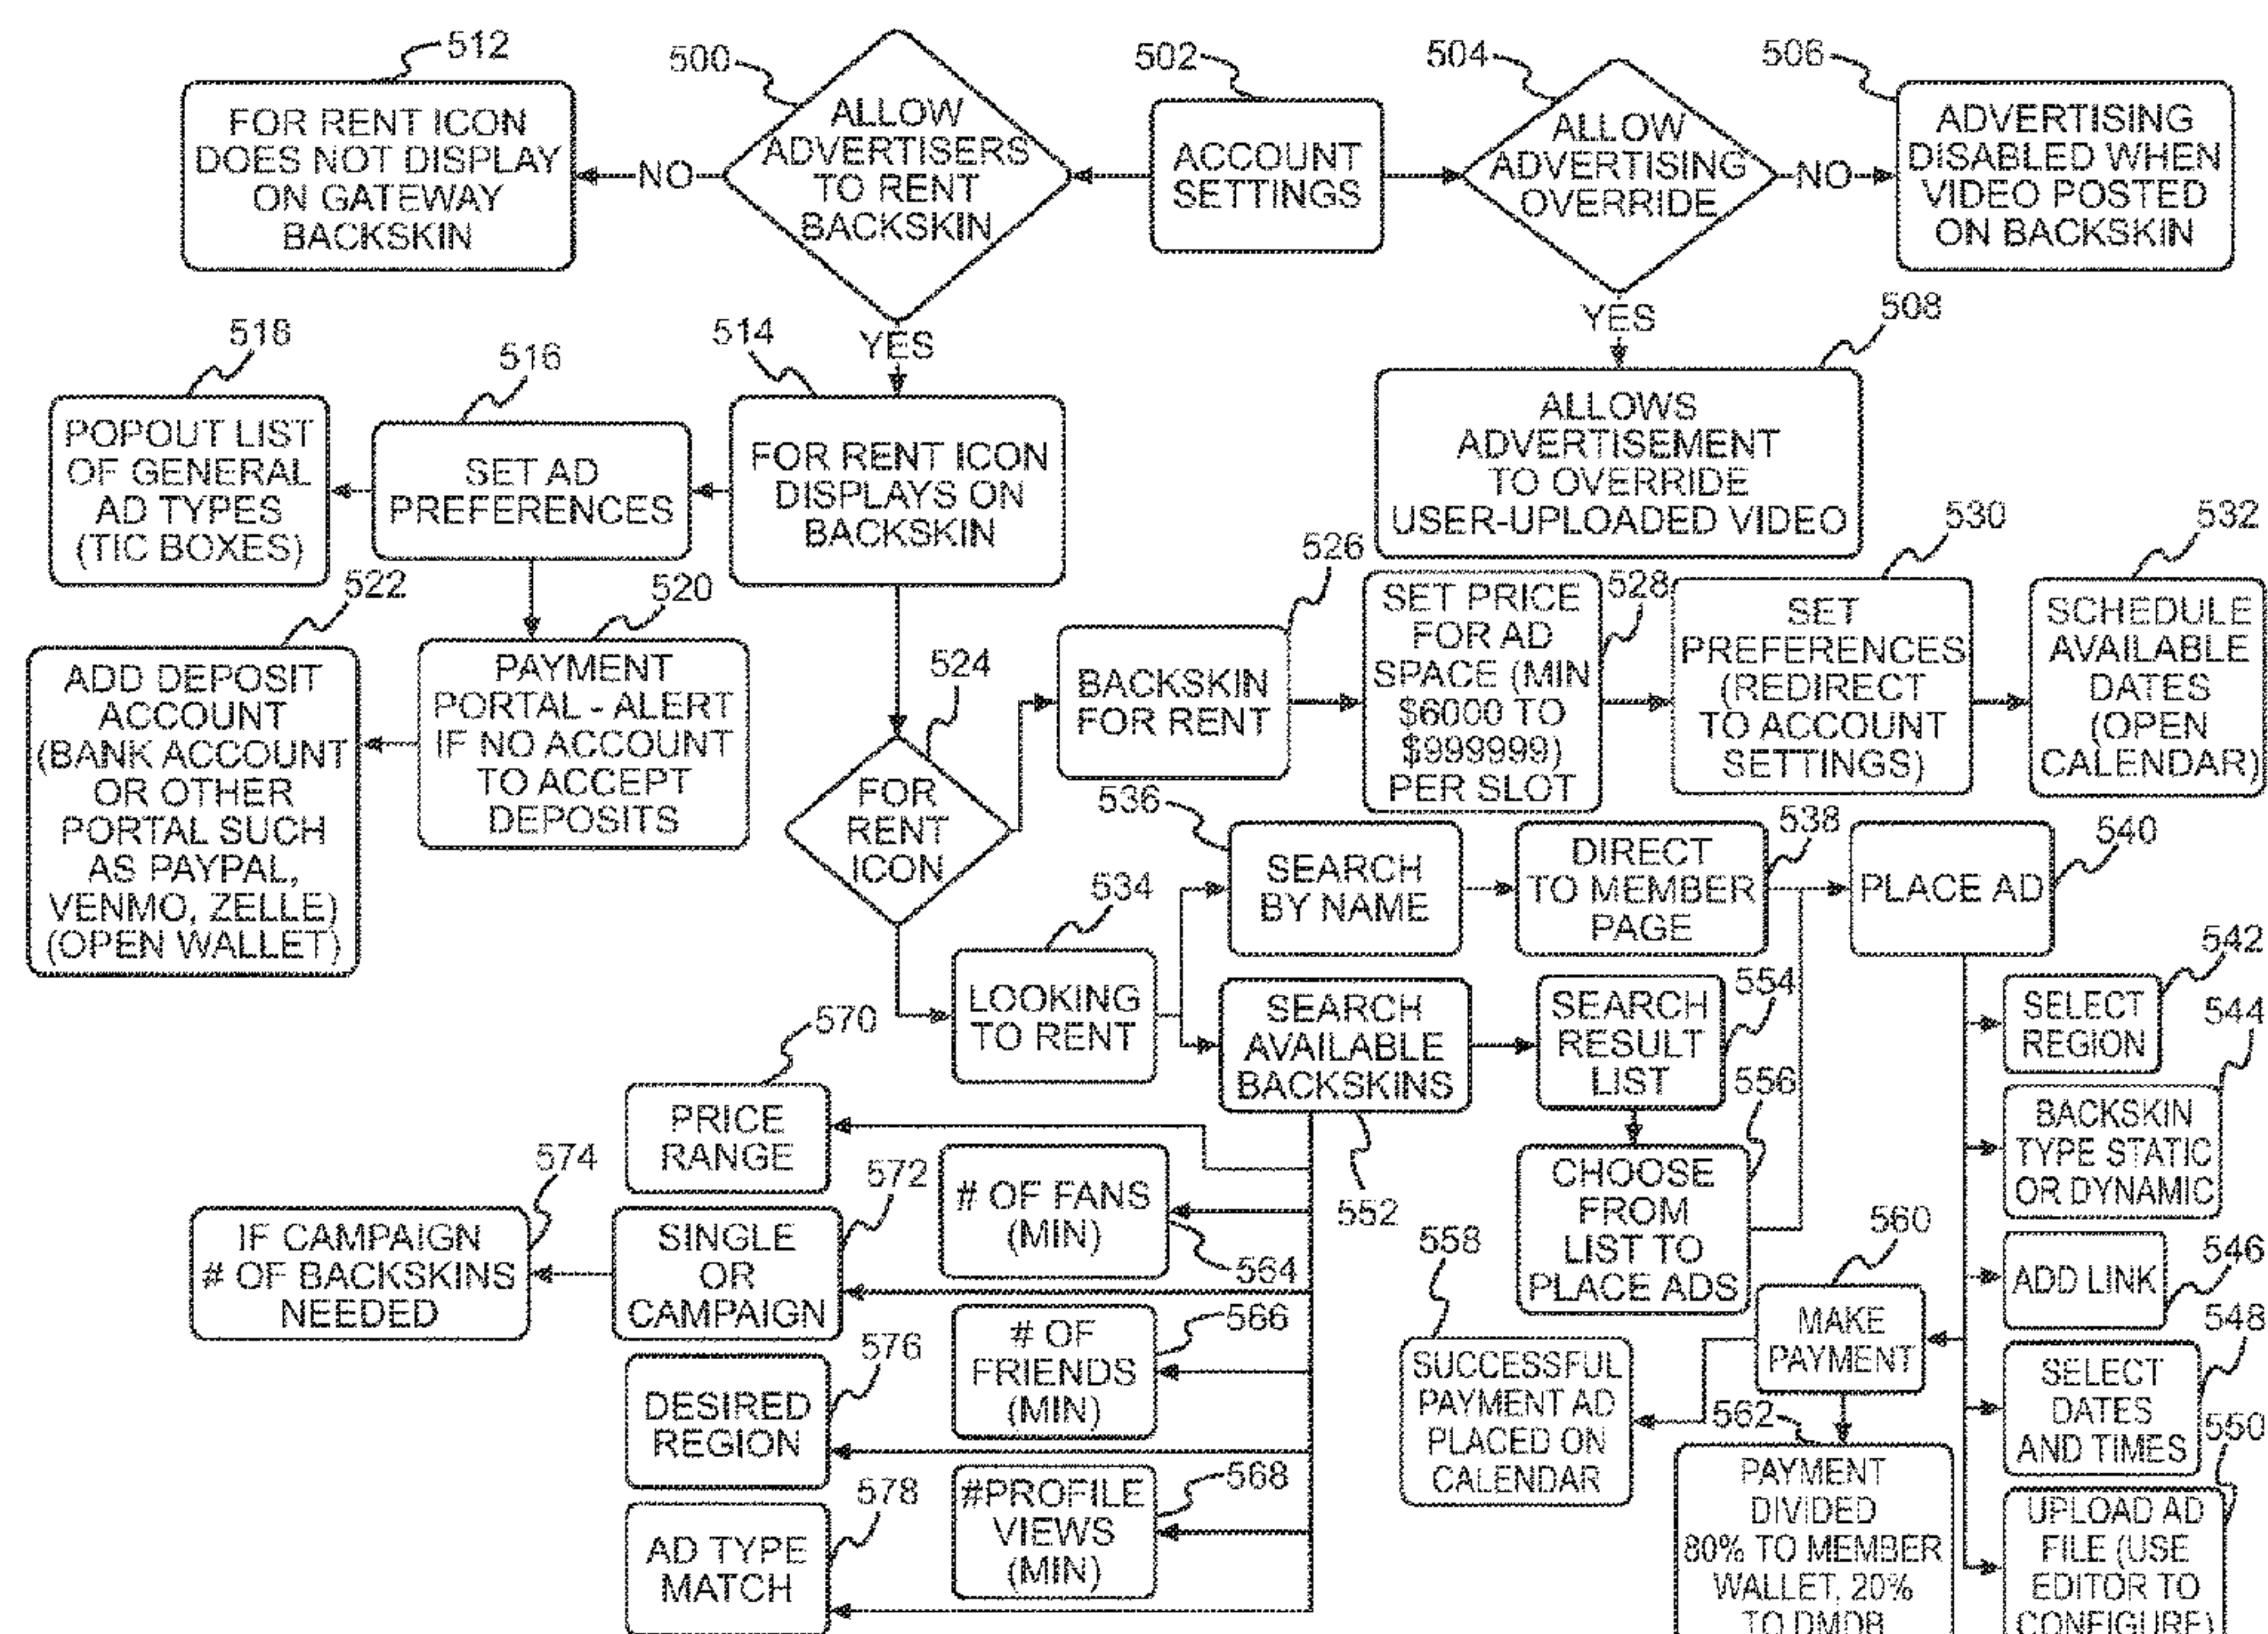 512
FOR RENT ICON
DOES NOT DISPLAY
ON GATEWAY
BACKSKIN
NO
500
ALLOW
ADVERTISERS
TO RENT
BACKSKIN
YES
502
ACCOUNT
SETTINGS
504
ALLOW
ADVERTISING
OVERRIDE
NO
YES
506
ADVERTISING
DISABLED WHEN
VIDEO POSTED
ON BACKSKIN
508
ALLOWS
ADVERTISEMENT
TO OVERRIDE
USER-UPLOADED VIDEO
518
POPOUT LIST
OF GENERAL
AD TYPES
(TIC BOXES)
516
SET AD
PREFERENCES
514
FOR RENT ICON
DISPLAYS ON
BACKSKIN
522
ADD DEPOSIT
ACCOUNT
(BANK ACCOUNT
OR OTHER
PORTAL SUCH
AS PAYPAL,
VENMO, ZELLE)
(OPEN WALLET)
520
PAYMENT
PORTAL - ALERT
IF NO ACCOUNT
TO ACCEPT
DEPOSITS
524
FOR
RENT
ICON
526
BACKSKIN
FOR RENT
528
SET PRICE
FOR AD
SPACE (MIN
$6000 TO
$999999)
PER SLOT
530
SET
PREFERENCES
(REDIRECT
TO ACCOUNT
SETTINGS)
532
SCHEDULE
AVAILABLE
DATES
(OPEN
CALENDAR)
534
LOOKING
TO RENT
536
SEARCH
BY NAME
538
DIRECT
TO MEMBER
PAGE
540
PLACE AD
542
SELECT
REGION
544
BACKSKIN
TYPE STATIC
OR DYNAMIC
546
ADD LINK
548
SELECT
DATES
AND TIMES
550
UPLOAD AD
FILE (USE
EDITOR TO
CONFIGURE)
552
SEARCH
AVAILABLE
BACKSKINS
554
SEARCH
RESULT
LIST
556
CHOOSE
FROM
LIST TO
PLACE ADS
558
SUCCESSFUL
PAYMENT AD
PLACED ON
CALENDAR
560
MAKE
PAYMENT
562
PAYMENT
DIVIDED
80% TO MEMBER
WALLET, 20%
TO DMDB
570
PRICE
RANGE
564
# OF FANS
(MIN)
572
SINGLE
OR
CAMPAIGN
574
IF CAMPAIGN
# OF BACKSKINS
NEEDED
566
# OF
FRIENDS
(MIN)
576
DESIRED
REGION
568
#PROFILE
VIEWS
(MIN)
578
AD TYPE
MATCH